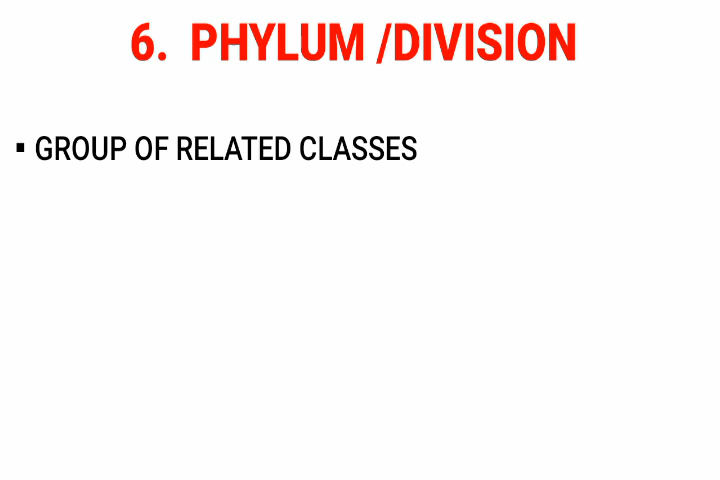 6. PHYLUM /DIVISION
▪ GROUP OF RELATED CLASSES